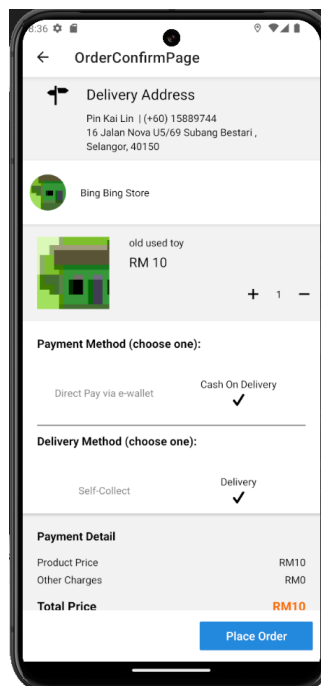 8:36
OrderConfirmPage
Delivery Address
Pin Kai Lin | (+60) 15889744
16 Jalan Nova U5/69 Subang Bestari ,
Selangor, 40150
Bing Bing Store
old used toy
RM 10
+ 1 −
Payment Method (choose one):
Direct Pay via e-wallet
Cash On Delivery
Delivery Method (choose one):
Self-Collect
Delivery
Payment Detail
Product Price RM10
Other Charges RM0
Total Price RM10
Place Order